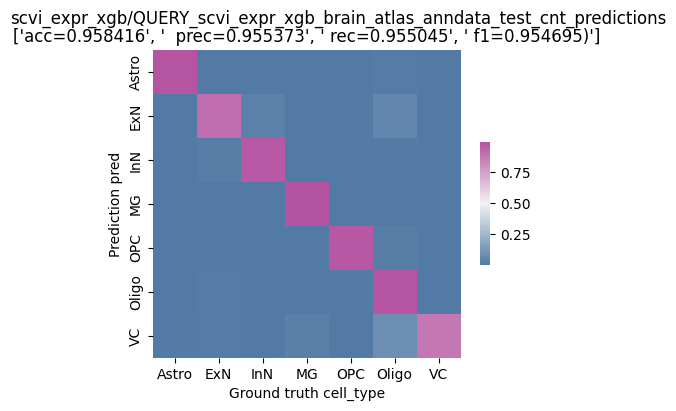 scvi_expr_xgb/QUERY_scvi_expr_xgb_brain_atlas_anndata_test_cnt_predictions
['acc=0.958416', '  prec=0.955373', ' rec=0.955045', ' f1=0.954695)']
Astro
ExN
InN
MG
OPC
Oligo
VC
Prediction pred
Astro ExN InN MG OPC Oligo VC
Ground truth cell_type
0.75
0.50
0.25